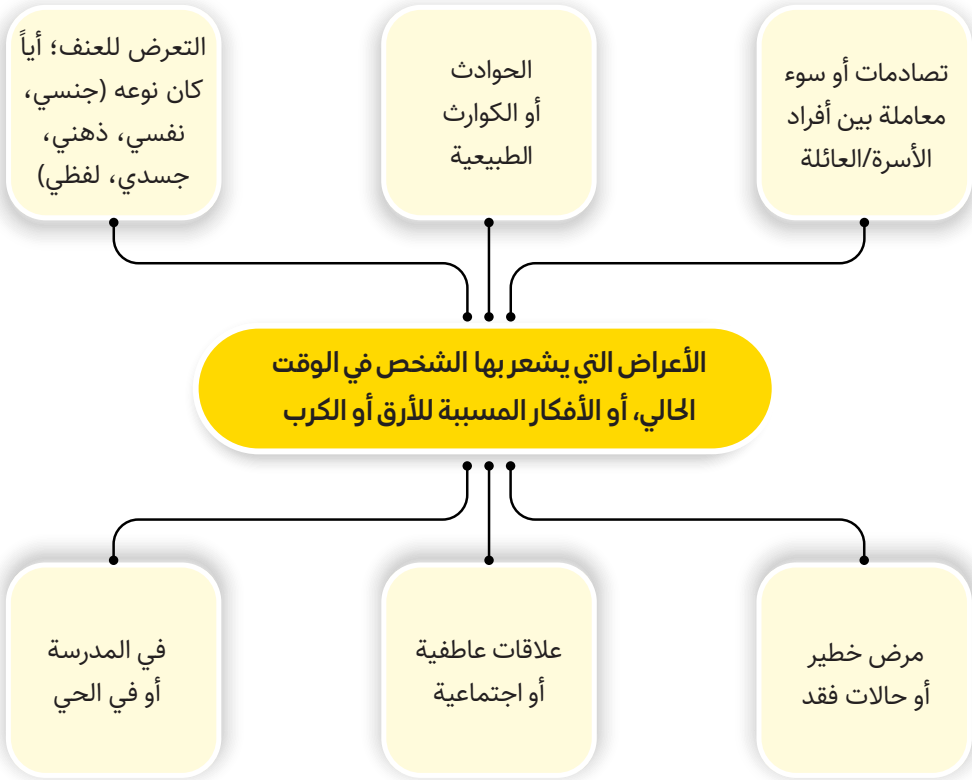 تصادمات أو سوء
معاملة بين أفراد
الأسرة/العائلة
الحوادث
أو الكوارث
الطبيعية
التعرض للعنف؛ أياً
كان نوعه (جنسي،
نفسي، ذهني،
جسدي، لفظي)
الأعراض التي يشعر بها الشخص في الوقت
الحالي، أو الأفكار المسببة للأرق أو الكرب
مرض خطير
أو حالات فقد
علاقات عاطفية
أو اجتماعية
في المدرسة
أو في الحي